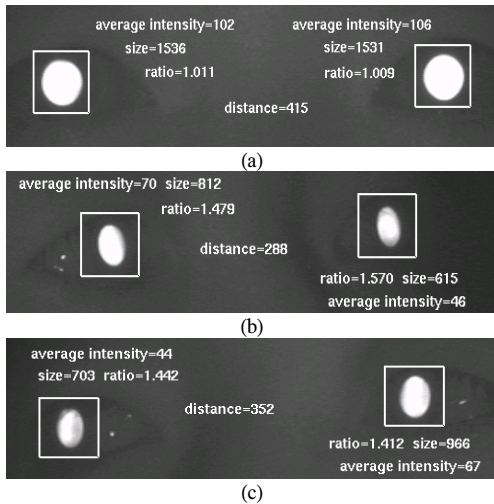 average intensity=102 average intensity=106
size=1536 size=1531
ratio=1.011 ratio=1.009
distance=415
(a)
average intensity=70 size=812
ratio=1.479
distance=288
ratio=1.570 size=615
average intensity=46
(b)
average intensity=44
size=703 ratio=1.442
distance=352
ratio=1.412 size=966
average intensity=67
(c)